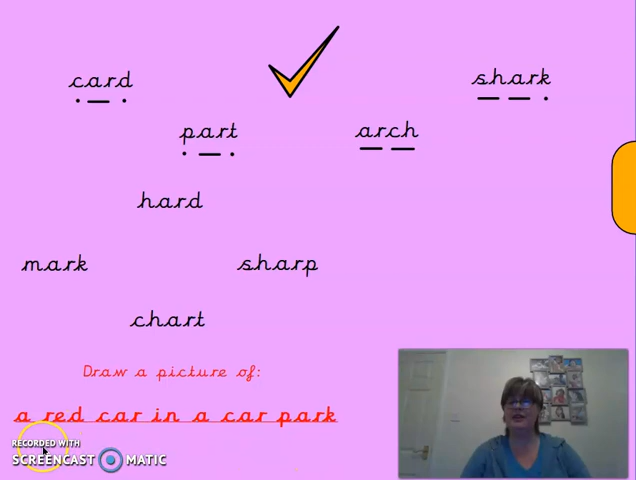 card
shark
part
arch
hard
mark
sharp
chart
Draw a picture of:
a red car in a car park
RECORDED WITH
SCREENCAST MATIC